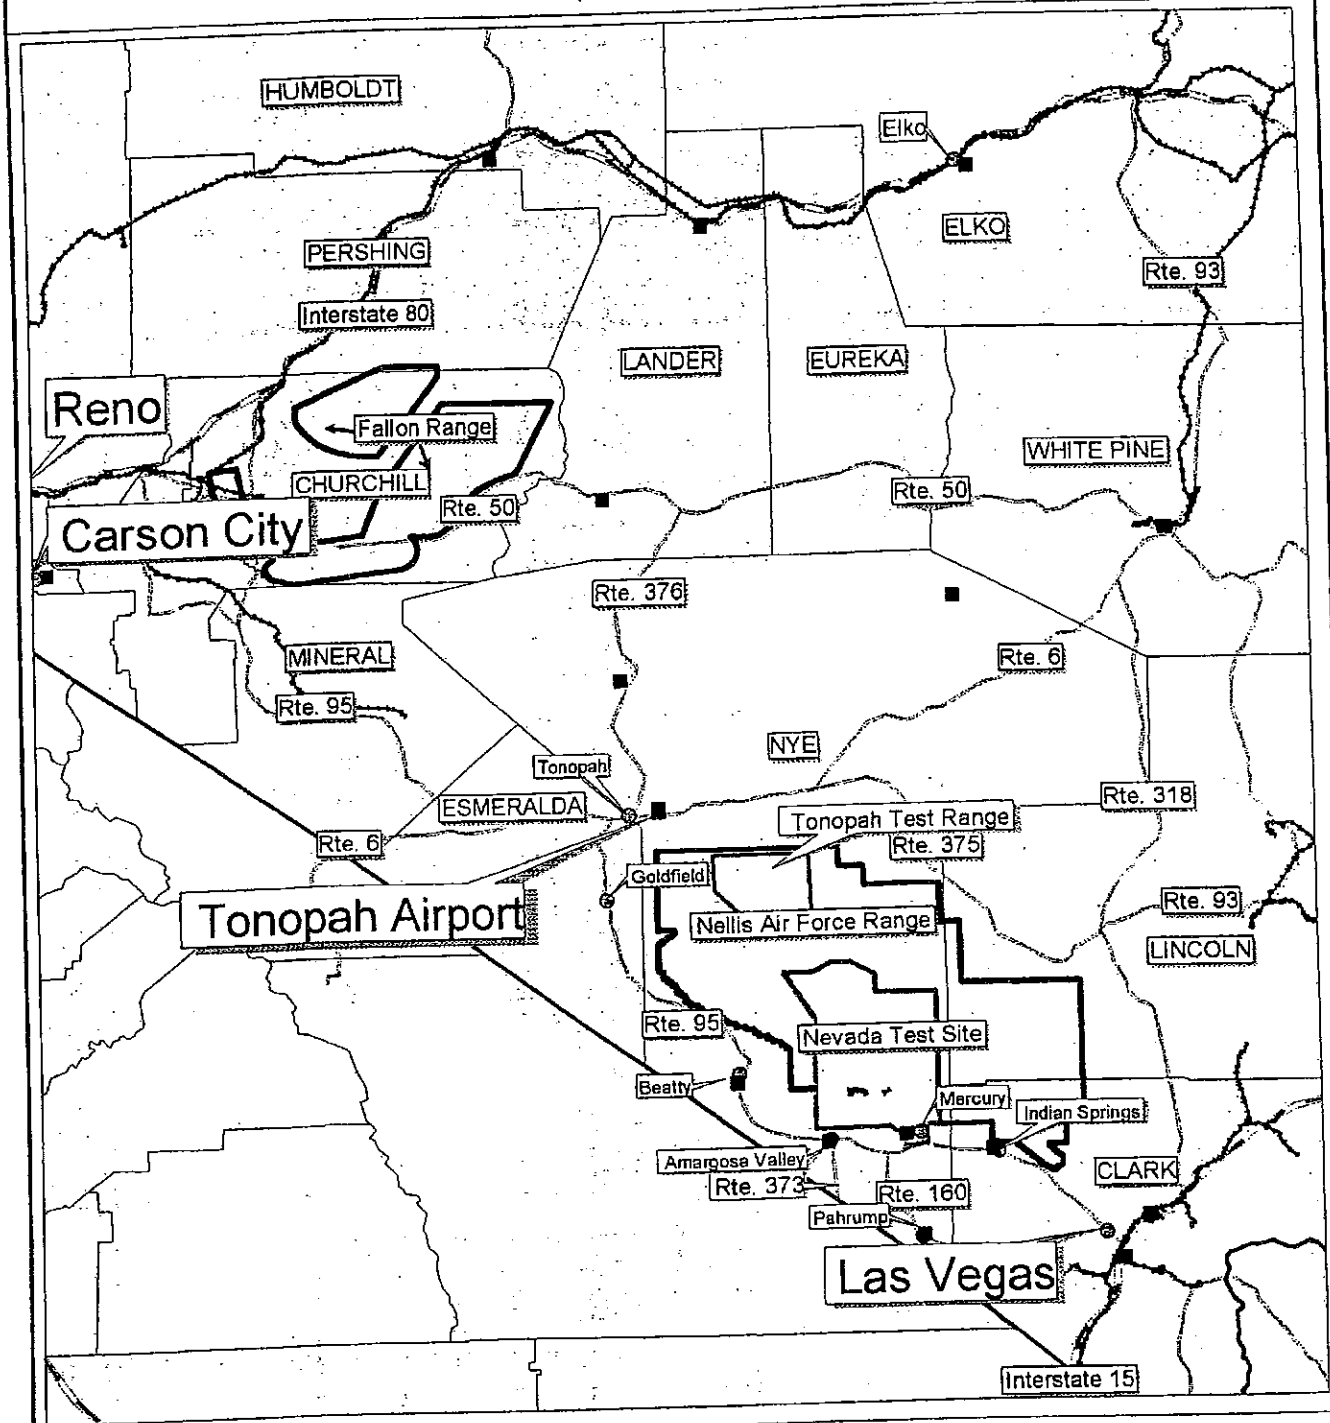 HUMBOLDT
Elko
PERSHING
ELKO
Rte. 93
Interstate 80
LANDER
EUREKA
Reno
Fallon Range
WHITE PINE
CHURCHILL
Rte. 50
Rte. 50
Carson City
Rte. 376
MINERAL
Rte. 6
Rte. 95
NYE
Tonopah
ESMERALDA
Rte. 318
Tonopah Test Range
Rte. 6
Rte. 375
Goldfield
Rte. 93
Tonopah Airport
Nellis Air Force Range
LINCOLN
Rte. 95
Nevada Test Site
Beatty
Mercury
Indian Springs
Amargosa Valley
CLARK
Rte. 373
Rte. 160
Pahrump
Las Vegas
Interstate 15